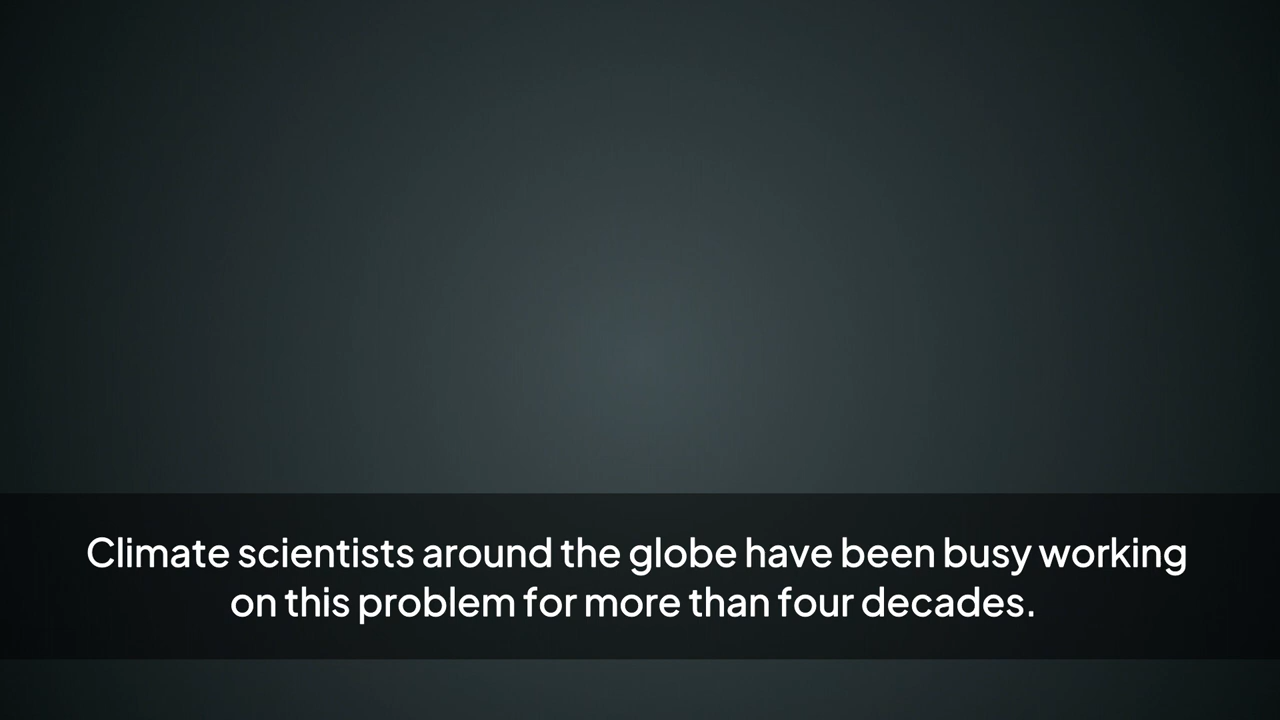 Climate scientists around the globe have been busy working
on this problem for more than four decades.